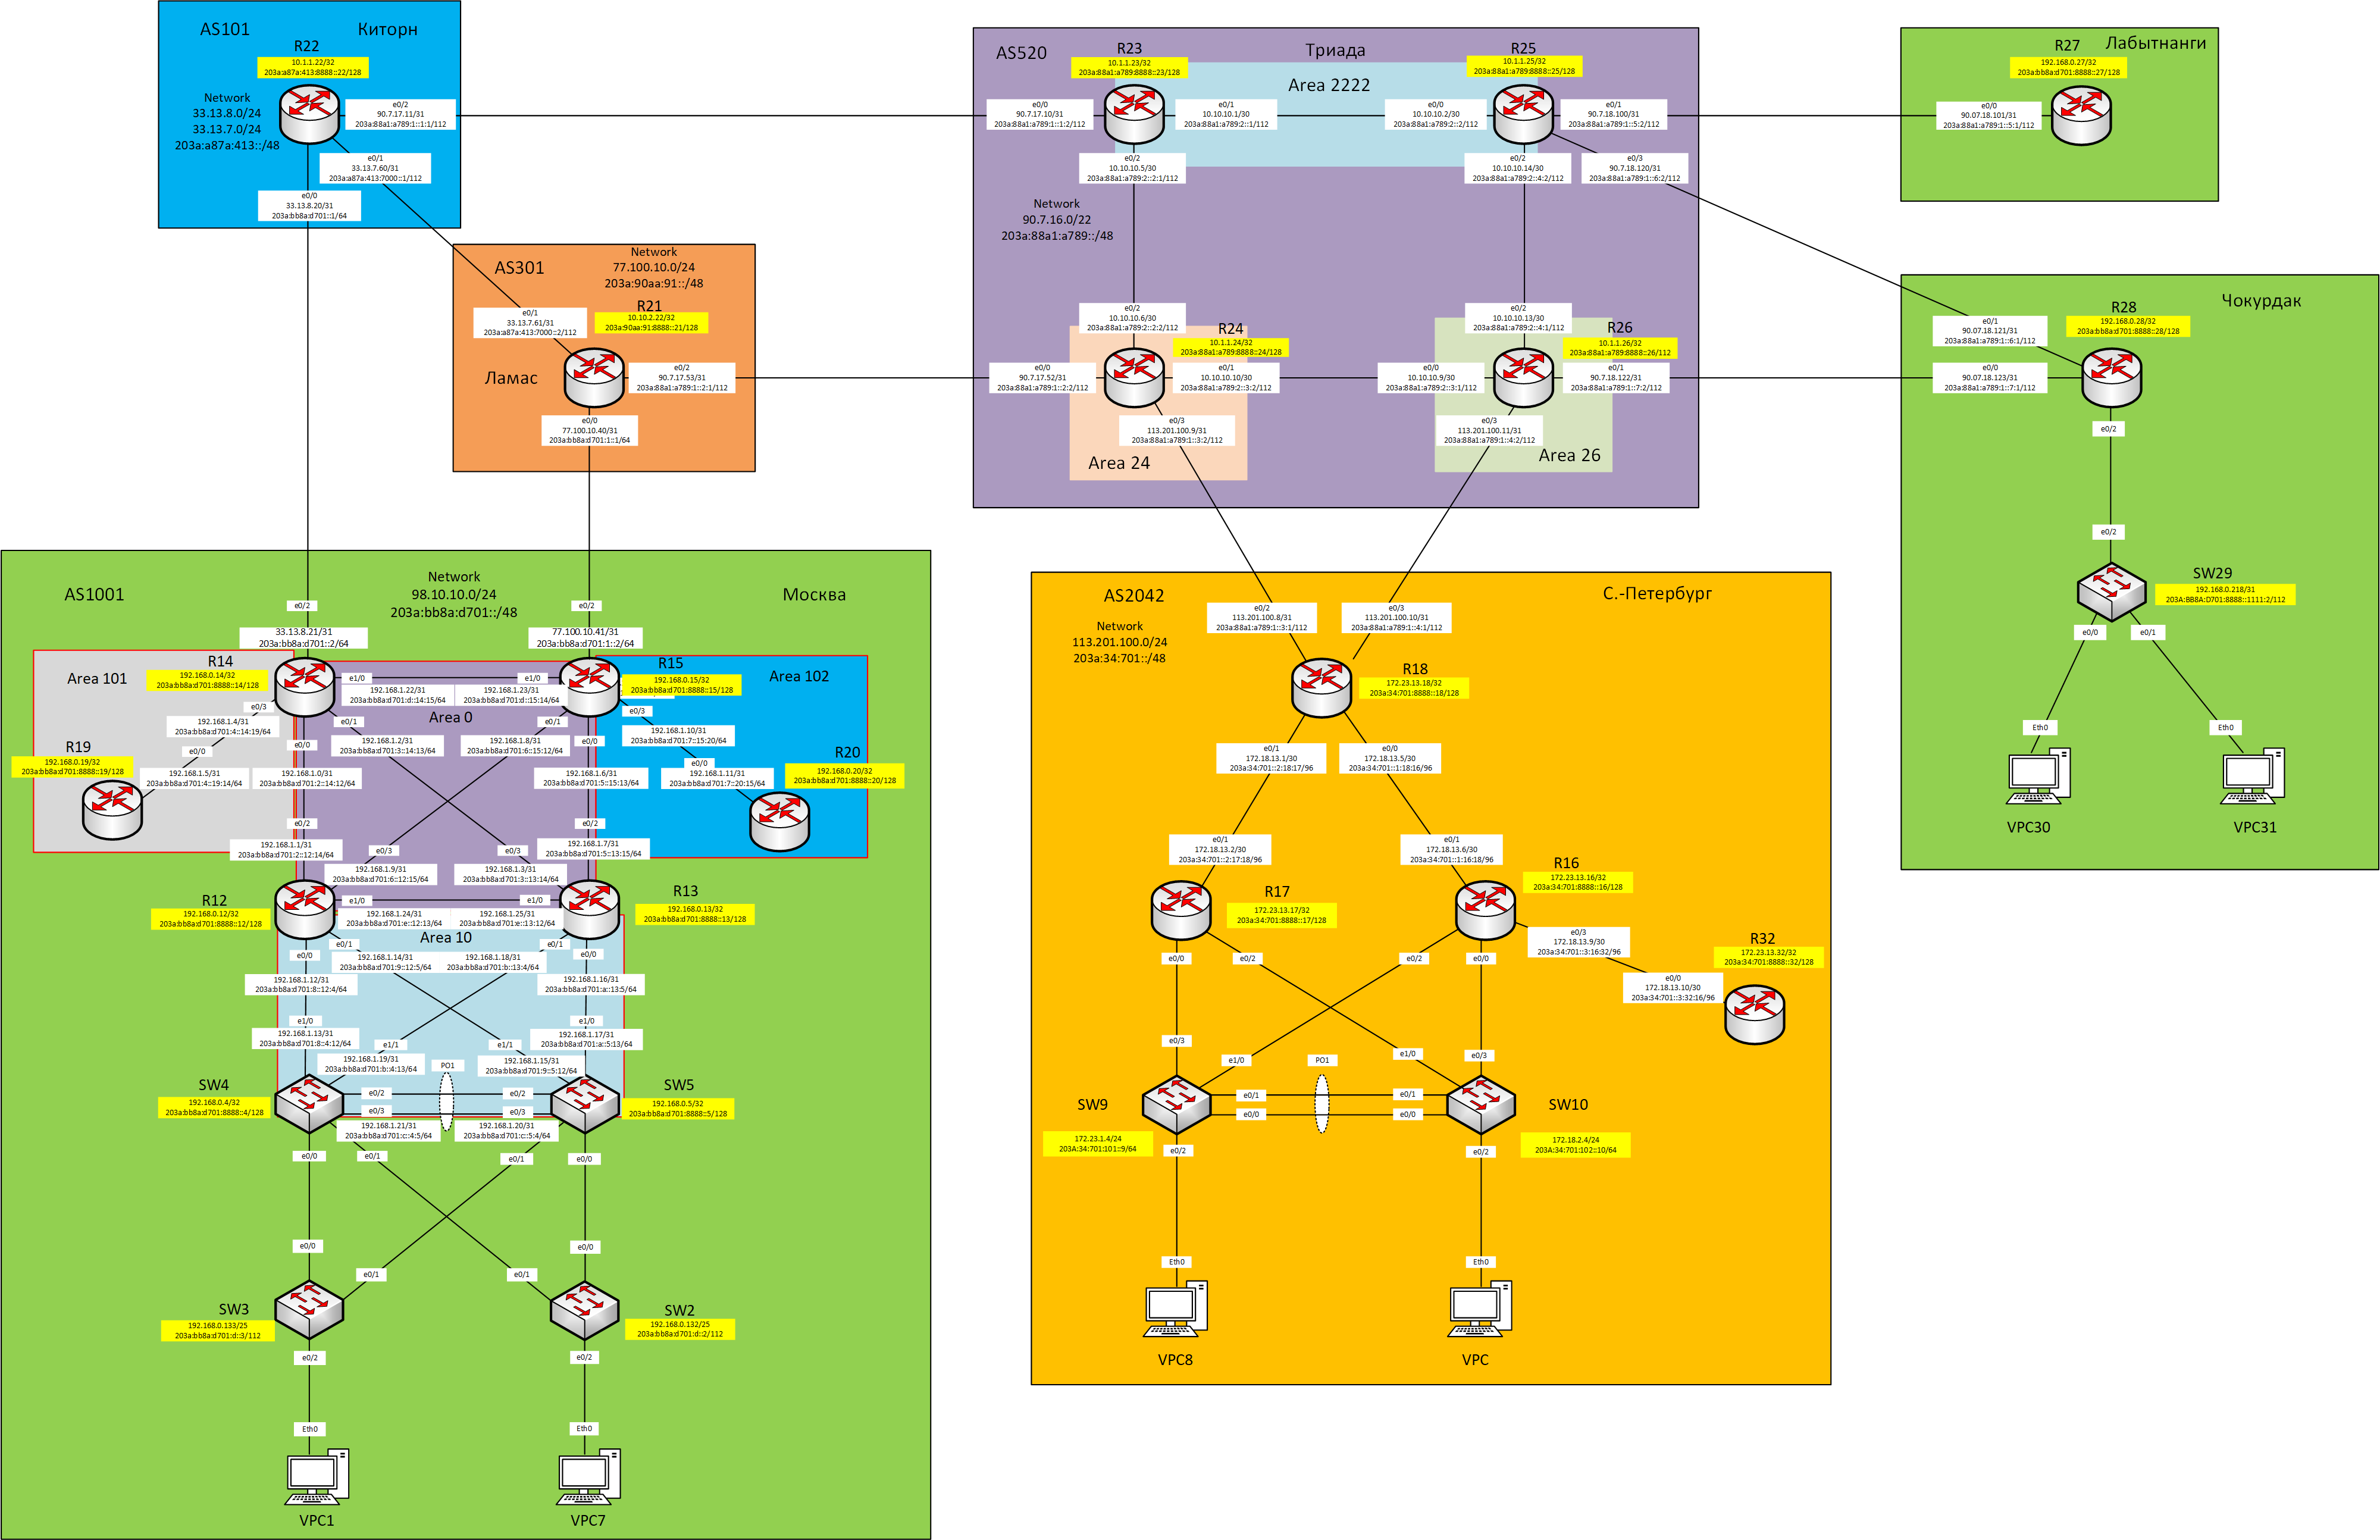 AS101
Киторн
R22
10.1.1.22/32
203a:a87a:413:8888::22/128
Network
33.13.8.0/24
33.13.7.0/24
203a:a87a:413::/48
e0/2
90.7.17.11/31
203a:88a1:a789:1::1:1/112
e0/1
33.13.7.60/31
203a:a87a:413:7000::1/112
e0/0
33.13.8.20/31
203a:bb8a:d701::1/64
AS301
Network
77.100.10.0/24
203a:90aa:91::/48
R21
10.10.2.22/32
203a:90aa:91:8888::21/128
e0/1
33.13.7.61/31
203a:a87a:413:7000::2/112
Ламас
e0/2
90.7.17.53/31
203a:88a1:a789:1::2:1/112
e0/0
77.100.10.40/31
203a:bb8a:d701:1::1/64
AS520
Триада
R23
10.1.1.23/32
203a:88a1:a789:8888::23/128
R25
10.1.1.25/32
203a:88a1:a789:8888::25/128
Area 2222
e0/0
90.7.17.10/31
203a:88a1:a789:1::1:2/112
e0/1
10.10.10.1/30
203a:88a1:a789:2::1/112
e0/0
10.10.10.2/30
203a:88a1:a789:2::2/112
e0/1
90.7.18.100/31
203a:88a1:a789:1::5:2/112
e0/2
10.10.10.5/30
203a:88a1:a789:2::2:1/112
e0/2
10.10.10.14/30
203a:88a1:a789:2::4:2/112
e0/3
90.7.18.120/31
203a:88a1:a789:1::6:2/112
Network
90.7.16.0/22
203a:88a1:a789::/48
e0/2
10.10.10.6/30
203a:88a1:a789:2::2:2/112
R24
10.1.1.24/32
203a:88a1:a789:8888::24/128
e0/2
10.10.10.13/30
203a:88a1:a789:2::4:1/112
R26
10.1.1.26/32
203a:88a1:a789:8888::26/112
e0/0
90.7.17.52/31
203a:88a1:a789:1::2:2/112
e0/1
10.10.10.10/30
203a:88a1:a789:2::3:2/112
e0/0
10.10.10.9/30
203a:88a1:a789:2::3:1/112
e0/1
90.7.18.122/31
203a:88a1:a789:1::7:2/112
e0/3
113.201.100.9/31
203a:88a1:a789:1::3:2/112
e0/3
113.201.100.11/31
203a:88a1:a789:1::4:2/112
Area 24
Area 26
R27
Лабытнанги
192.168.0.27/32
203a:bb8a:d701:8888::27/128
e0/0
90.07.18.101/31
203a:88a1:a789:1::5:1/112
Чокурдак
R28
192.168.0.28/32
203a:bb8a:d701:8888::28/128
e0/1
90.07.18.121/31
203a:88a1:a789:1::6:1/112
e0/0
90.07.18.123/31
203a:88a1:a789:1::7:1/112
e0/2
e0/2
SW29
192.168.0.218/31
203A:BB8A:D701:8888::1111:2/112
e0/0
e0/1
Eth0
Eth0
VPC30
VPC31
AS1001
Network
98.10.10.0/24
203a:bb8a:d701::/48
Москва
e0/2
33.13.8.21/31
203a:bb8a:d701::2/64
e0/2
77.100.10.41/31
203a:bb8a:d701:1::2/64
Area 101
R14
192.168.0.14/32
203a:bb8a:d701:8888::14/128
R15
192.168.0.15/32
203a:bb8a:d701:8888::15/128
Area 102
e1/0
192.168.1.22/31
203a:bb8a:d701:d::14:15/64
e1/0
192.168.1.23/31
203a:bb8a:d701:d::15:14/64
Area 0
e0/3
192.168.1.4/31
203a:bb8a:d701:4::14:19/64
e0/1
192.168.1.2/31
203a:bb8a:d701:3::14:13/64
e0/1
192.168.1.8/31
203a:bb8a:d701:6::15:12/64
e0/3
192.168.1.10/31
203a:bb8a:d701:7::15:20/64
R19
192.168.0.19/32
203a:bb8a:d701:8888::19/128
e0/0
192.168.1.5/31
203a:bb8a:d701:4::19:14/64
e0/0
192.168.1.0/31
203a:bb8a:d701:2::14:12/64
e0/0
192.168.1.6/31
203a:bb8a:d701:5::15:13/64
e0/0
192.168.1.11/31
203a:bb8a:d701:7::20:15/64
R20
192.168.0.20/32
203a:bb8a:d701:8888::20/128
e0/2
192.168.1.1/31
203a:bb8a:d701:2::12:14/64
e0/3
192.168.1.9/31
203a:bb8a:d701:6::12:15/64
e0/3
192.168.1.3/31
203a:bb8a:d701:3::13:14/64
e0/2
192.168.1.7/31
203a:bb8a:d701:5::13:15/64
R12
192.168.0.12/32
203a:bb8a:d701:8888::12/128
R13
192.168.0.13/32
203a:bb8a:d701:8888::13/128
e1/0
192.168.1.24/31
203a:bb8a:d701:e::12:13/64
e1/0
192.168.1.25/31
203a:bb8a:d701:e::13:12/64
Area 10
e0/1
192.168.1.14/31
203a:bb8a:d701:9::12:5/64
e0/1
192.168.1.18/31
203a:bb8a:d701:b::13:4/64
e0/0
192.168.1.12/31
203a:bb8a:d701:8::12:4/64
e0/0
192.168.1.16/31
203a:bb8a:d701:a::13:5/64
e1/0
192.168.1.13/31
203a:bb8a:d701:8::4:12/64
e1/1
192.168.1.19/31
203a:bb8a:d701:b::4:13/64
e1/1
192.168.1.15/31
203a:bb8a:d701:9::5:12/64
e1/0
192.168.1.17/31
203a:bb8a:d701:a::5:13/64
PO1
SW4
192.168.0.4/32
203a:bb8a:d701:8888::4/128
SW5
192.168.0.5/32
203a:bb8a:d701:8888::5/128
e0/2
e0/2
e0/3
e0/3
192.168.1.21/31
203a:bb8a:d701:c::4:5/64
192.168.1.20/31
203a:bb8a:d701:c::5:4/64
e0/0
e0/1
e0/1
e0/0
e0/0
e0/1
e0/1
e0/0
SW3
192.168.0.133/25
203a:bb8a:d701:d::3/112
SW2
192.168.0.132/25
203a:bb8a:d701:d::2/112
e0/2
e0/2
Eth0
Eth0
VPC1
VPC7
AS2042
С.-Петербург
Network
113.201.100.0/24
203a:34:701::/48
e0/2
113.201.100.8/31
203a:88a1:a789:1::3:1/112
e0/3
113.201.100.10/31
203a:88a1:a789:1::4:1/112
R18
172.23.13.18/32
203a:34:701:8888::18/128
e0/1
172.18.13.1/30
203a:34:701::2:18:17/96
e0/0
172.18.13.5/30
203a:34:701::1:18:16/96
e0/1
172.18.13.2/30
203a:34:701::2:17:18/96
e0/1
172.18.13.6/30
203a:34:701::1:16:18/96
R17
172.23.13.17/32
203a:34:701:8888::17/128
R16
172.23.13.16/32
203a:34:701:8888::16/128
e0/3
172.18.13.9/30
203a:34:701::3:16:32/96
R32
172.23.13.32/32
203a:34:701:8888::32/128
e0/0
172.18.13.10/30
203a:34:701::3:32:16/96
e0/0
e0/2
e0/2
e0/0
e0/3
e1/0
e1/0
e0/3
PO1
SW9
SW10
e0/1
e0/1
e0/0
e0/0
172.23.1.4/24
203A:34:701:101::9/64
172.18.2.4/24
203A:34:701:102::10/64
e0/2
e0/2
Eth0
Eth0
VPC8
VPC